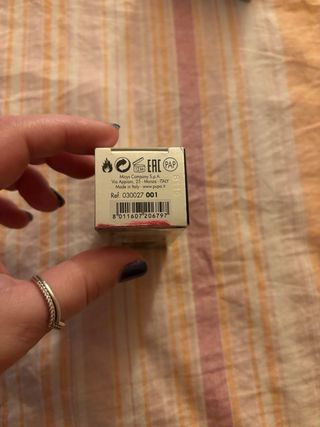 EAC PAP
Micys Company S.p.A.
Via Appiani, 25 - Monza - ITALY
Made in Italy - www.pupa.it
Ref. 030027 001
8 011607 206797